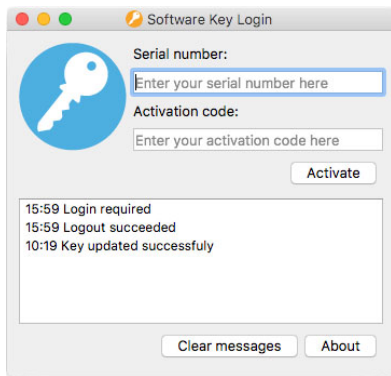 Software Key Login
Serial number:
Enter your serial number here
Activation code:
Enter your activation code here
Activate
15:59 Login required
15:59 Logout succeeded
10:19 Key updated successfuly
Clear messages
About